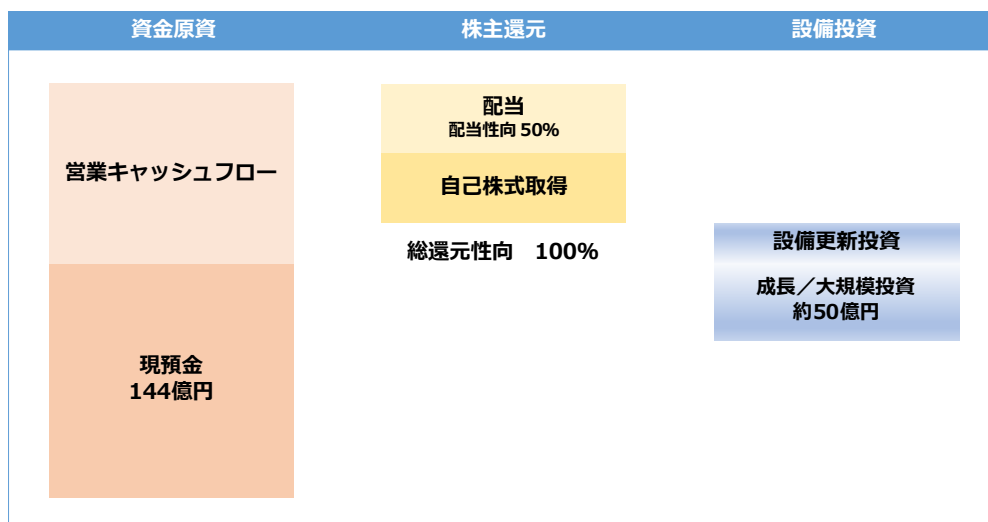 資金原資
株主還元
設備投資
営業キャッシュフロー
現預金
144億円
配当
配当性向 50%
自己株式取得
総還元性向　100%
設備更新投資
成長／大規模投資
約50億円